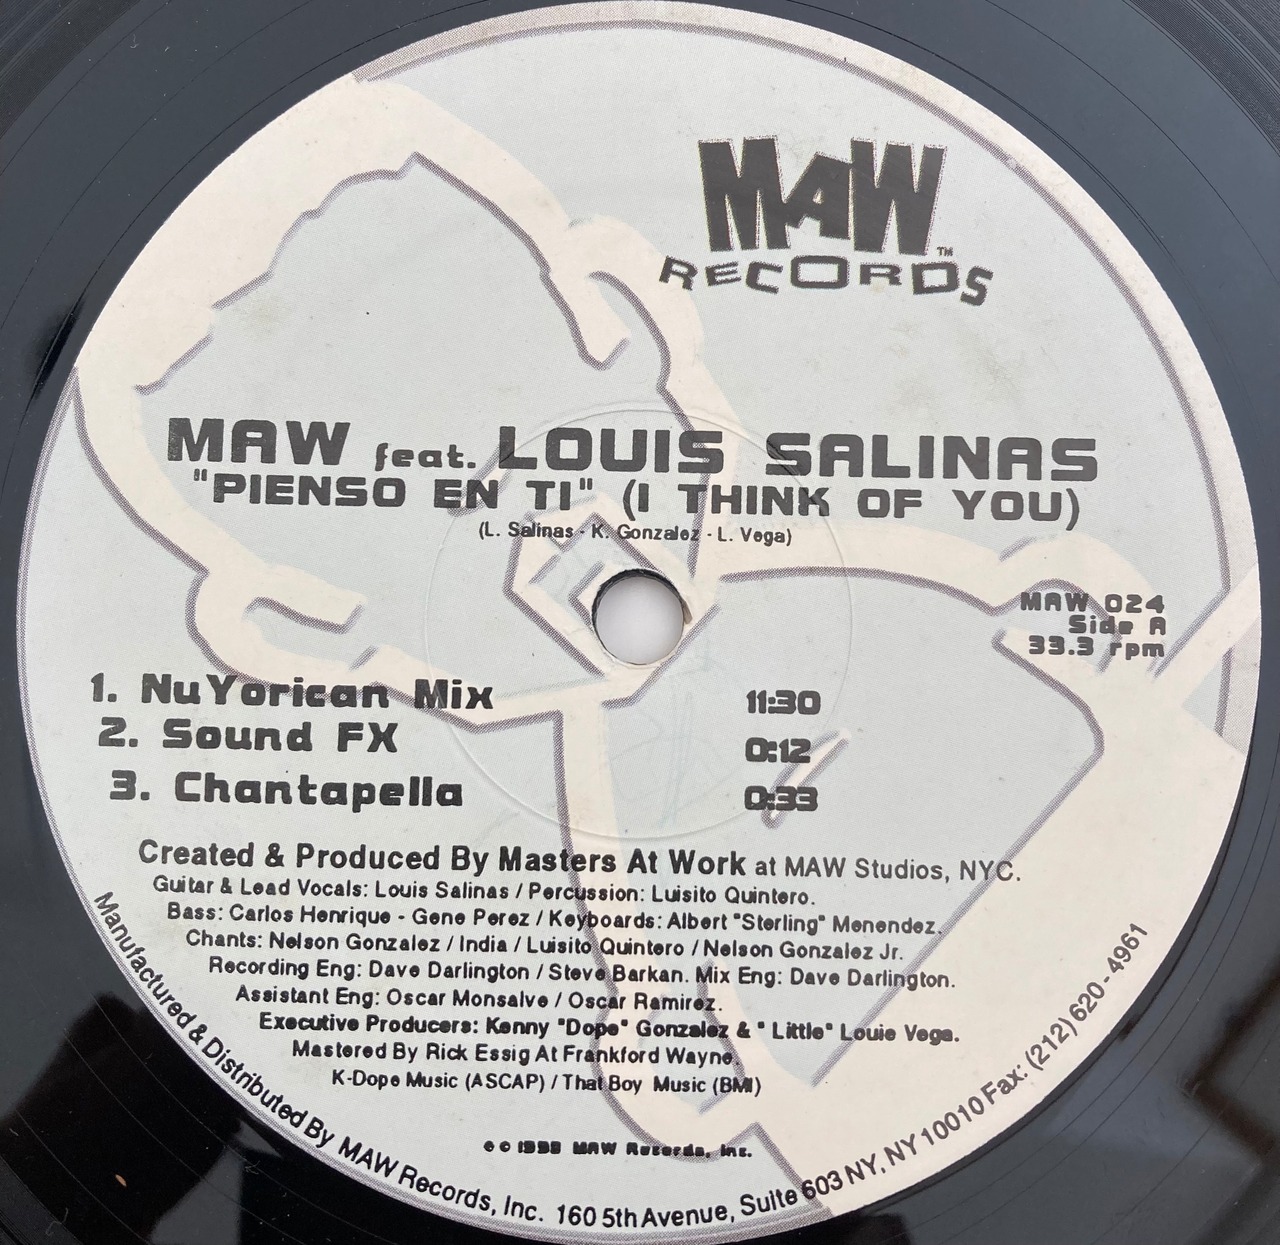 MAW™
RECORDS
MAW feat. LOUIS SALINAS
"PIENSO EN TI" (I THINK OF YOU)
(L. Salinas - K. Gonzalez - L. Vega)
MAW 024
Side A
33.3 rpm
1. NuYorican Mix 11:30
2. Sound FX 0:12
3. Chantapella 0:33
Created & Produced By Masters At Work at MAW Studios, NYC.
Guitar & Lead Vocals: Louis Salinas / Percussion: Luisito Quintero.
Bass: Carlos Henrique - Gene Perez / Keyboards: Albert "Sterling" Menendez.
Chants: Nelson Gonzalez / India / Luisito Quintero / Nelson Gonzalez Jr.
Recording Eng: Dave Darlington / Steve Barkan. Mix Eng: Dave Darlington.
Assistant Eng: Oscar Monsalve / Oscar Ramirez.
Executive Producers: Kenny "Dope" Gonzalez & " Little" Louie Vega.
Mastered By Rick Essig At Frankford Wayne.
K-Dope Music (ASCAP) / That Boy Music (BMI)
MAW Records, Inc.
Manufactured & Distributed By MAW Records, Inc. 160 5th Avenue, Suite 603 NY, NY 10010 Fax: (212) 620-4961